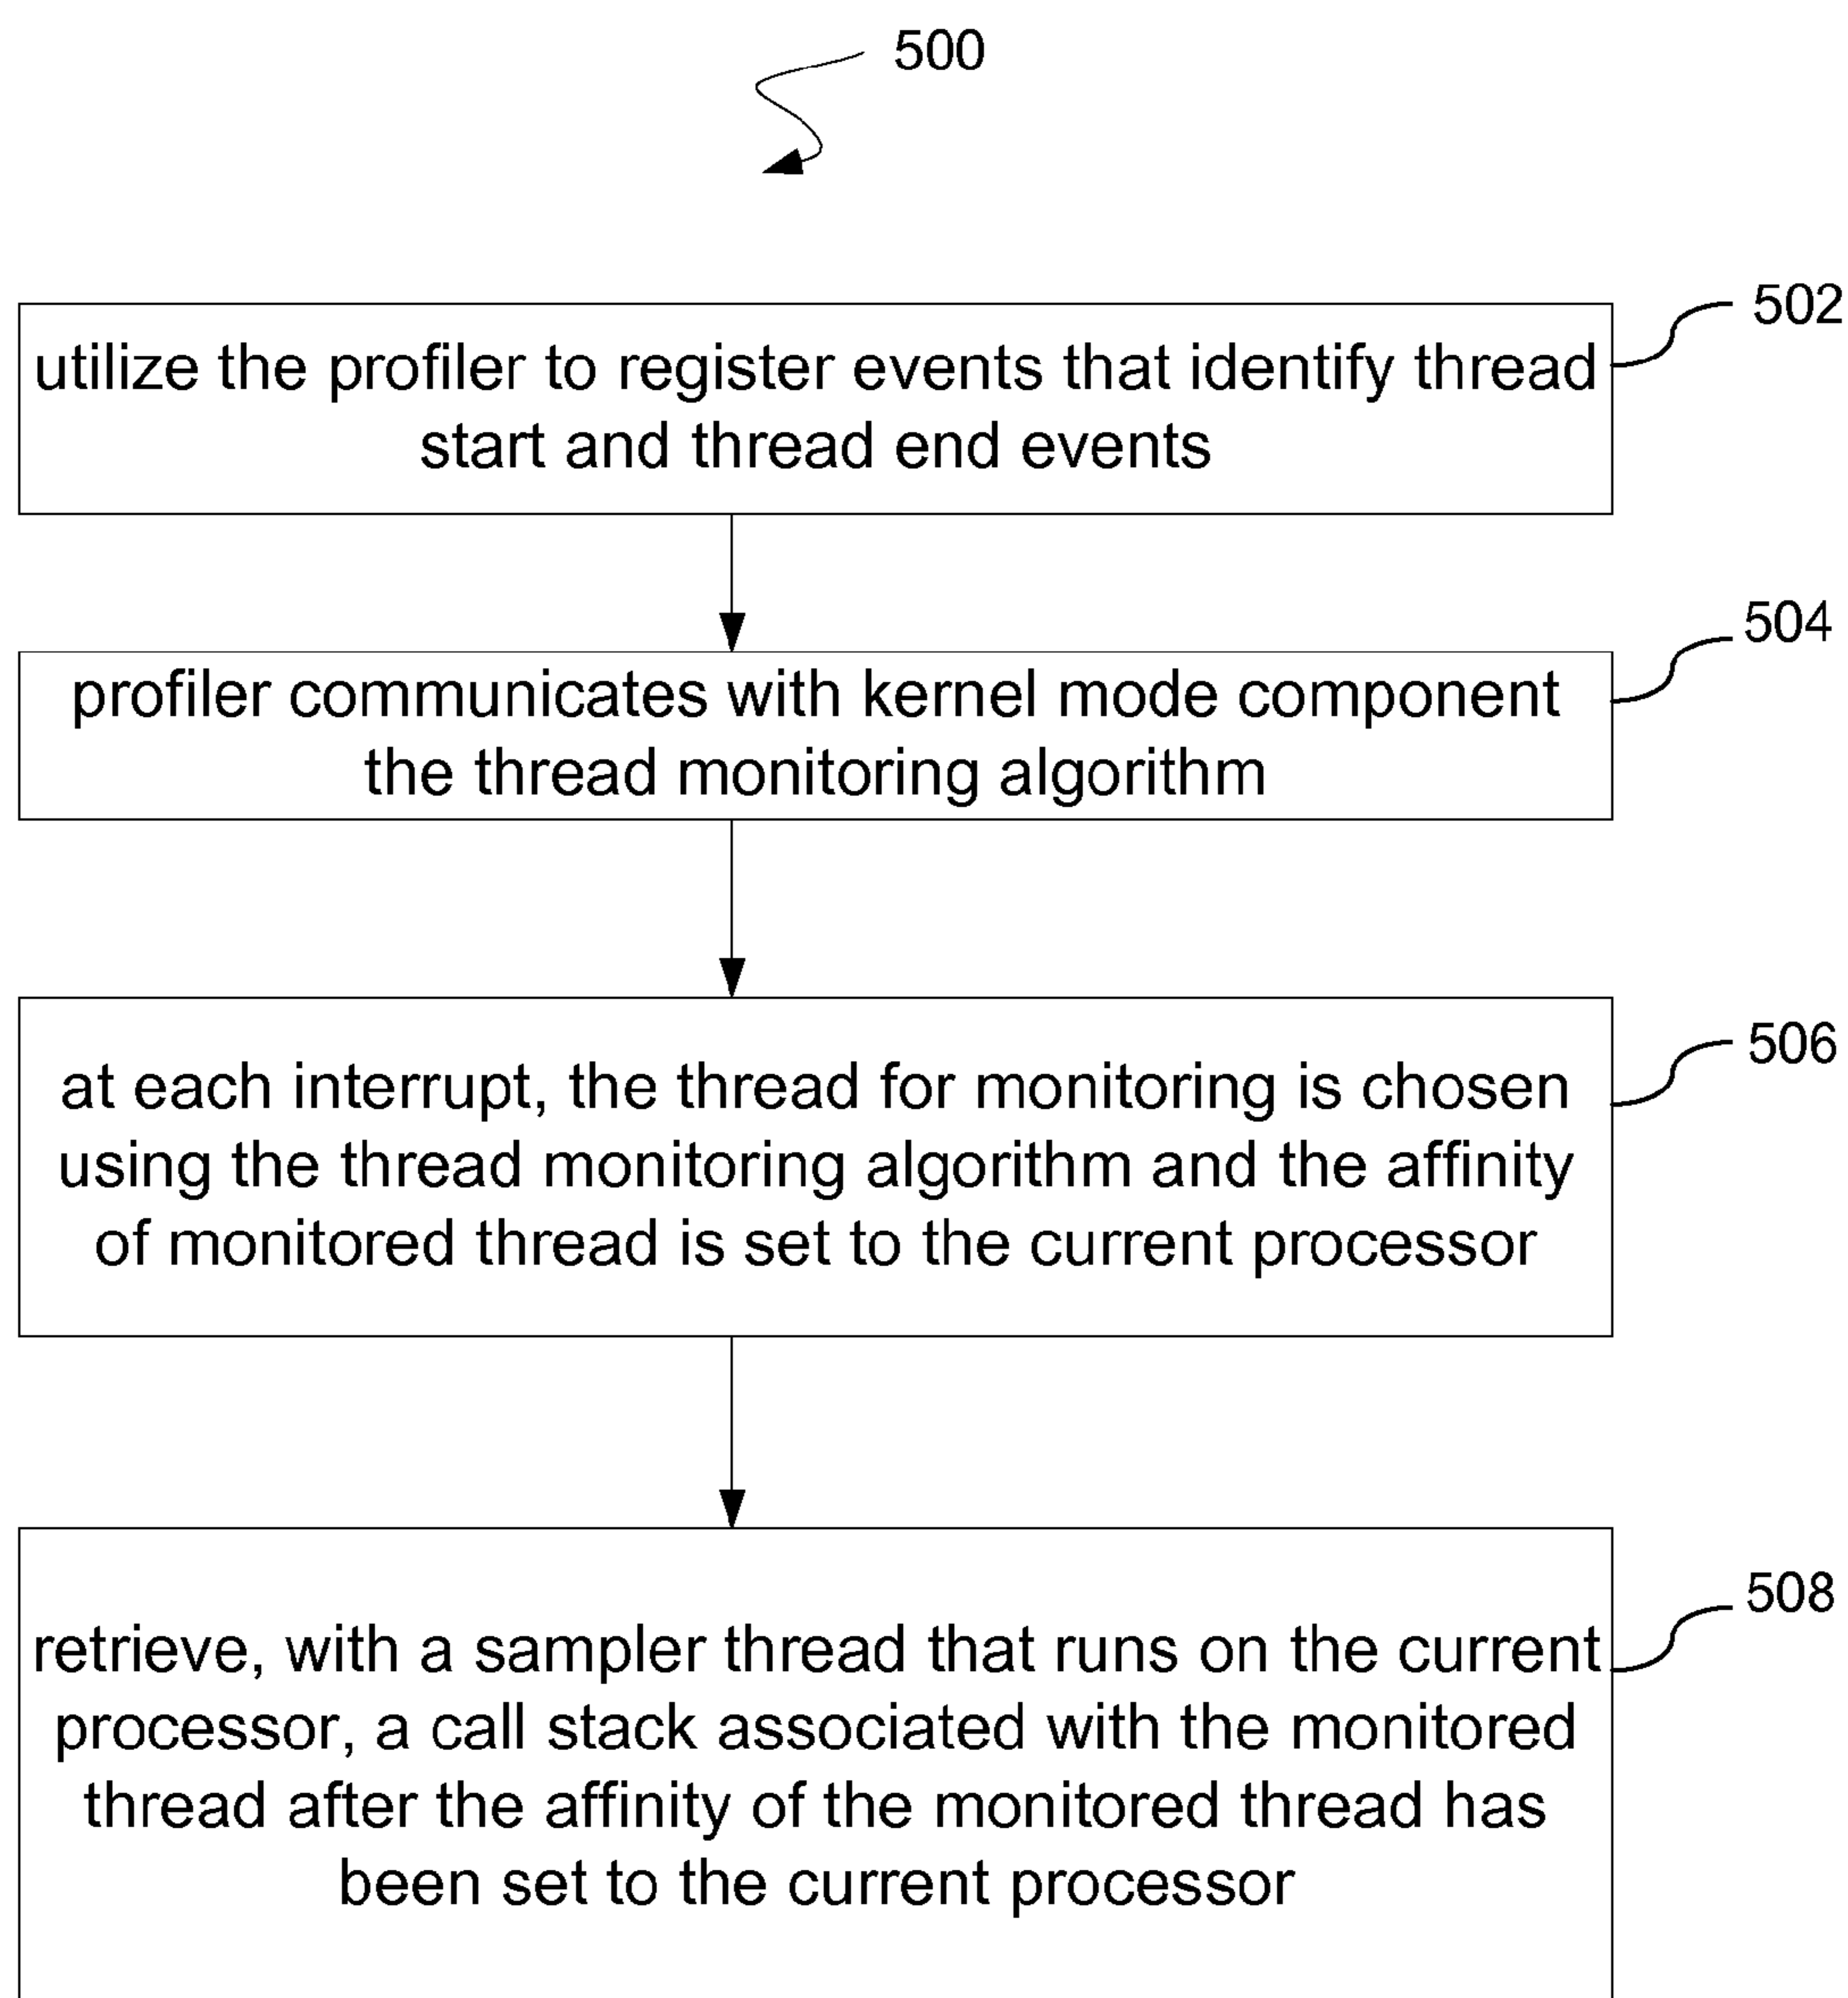 500
502
utilize the profiler to register events that identify thread
start and thread end events
504
profiler communicates with kernel mode component
the thread monitoring algorithm
506
at each interrupt, the thread for monitoring is chosen
using the thread monitoring algorithm and the affinity
of monitored thread is set to the current processor
508
retrieve, with a sampler thread that runs on the current
processor, a call stack associated with the monitored
thread after the affinity of the monitored thread has
been set to the current processor